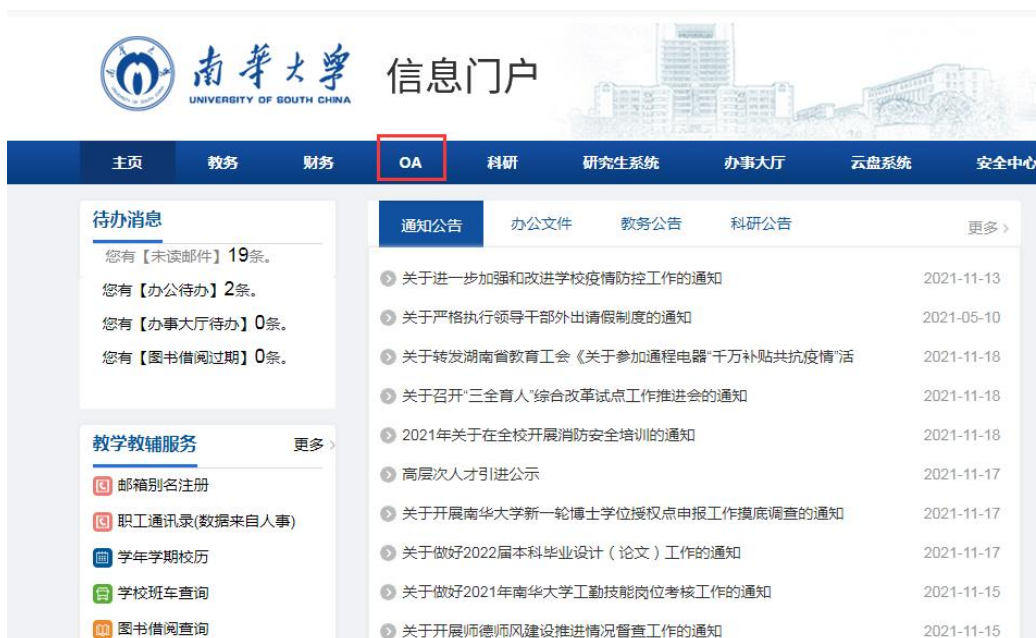 南华大学
UNIVERSITY OF SOUTH CHINA
信息门户
主页 教务 财务 OA 科研 研究生系统 办事大厅 云盘系统 安全中心
待办消息
您有【未读邮件】19条。
您有【办公待办】2条。
您有【办事大厅待办】0条。
您有【图书借阅过期】0条。
教学教辅服务 更多
邮箱别名注册
职工通讯录(数据来自人事)
学年学期校历
学校班车查询
图书借阅查询
通知公告 办公文件 教务公告 科研公告 更多
关于进一步加强和改进学校疫情防控工作的通知 2021-11-13
关于严格执行领导干部外出请假制度的通知 2021-05-10
关于转发湖南省教育工会《关于参加通程电器“千万补贴共抗疫情”活 2021-11-18
关于召开“三全育人”综合改革试点工作推进会的通知 2021-11-18
2021年关于在全校开展消防安全培训的通知 2021-11-18
高层次人才引进公示 2021-11-17
关于开展南华大学新一轮博士学位授权点申报工作摸底调查的通知 2021-11-17
关于做好2022届本科毕业设计（论文）工作的通知 2021-11-17
关于做好2021年南华大学工勤技能岗位考核工作的通知 2021-11-15
关于开展师德师风建设推进情况督查工作的通知 2021-11-15